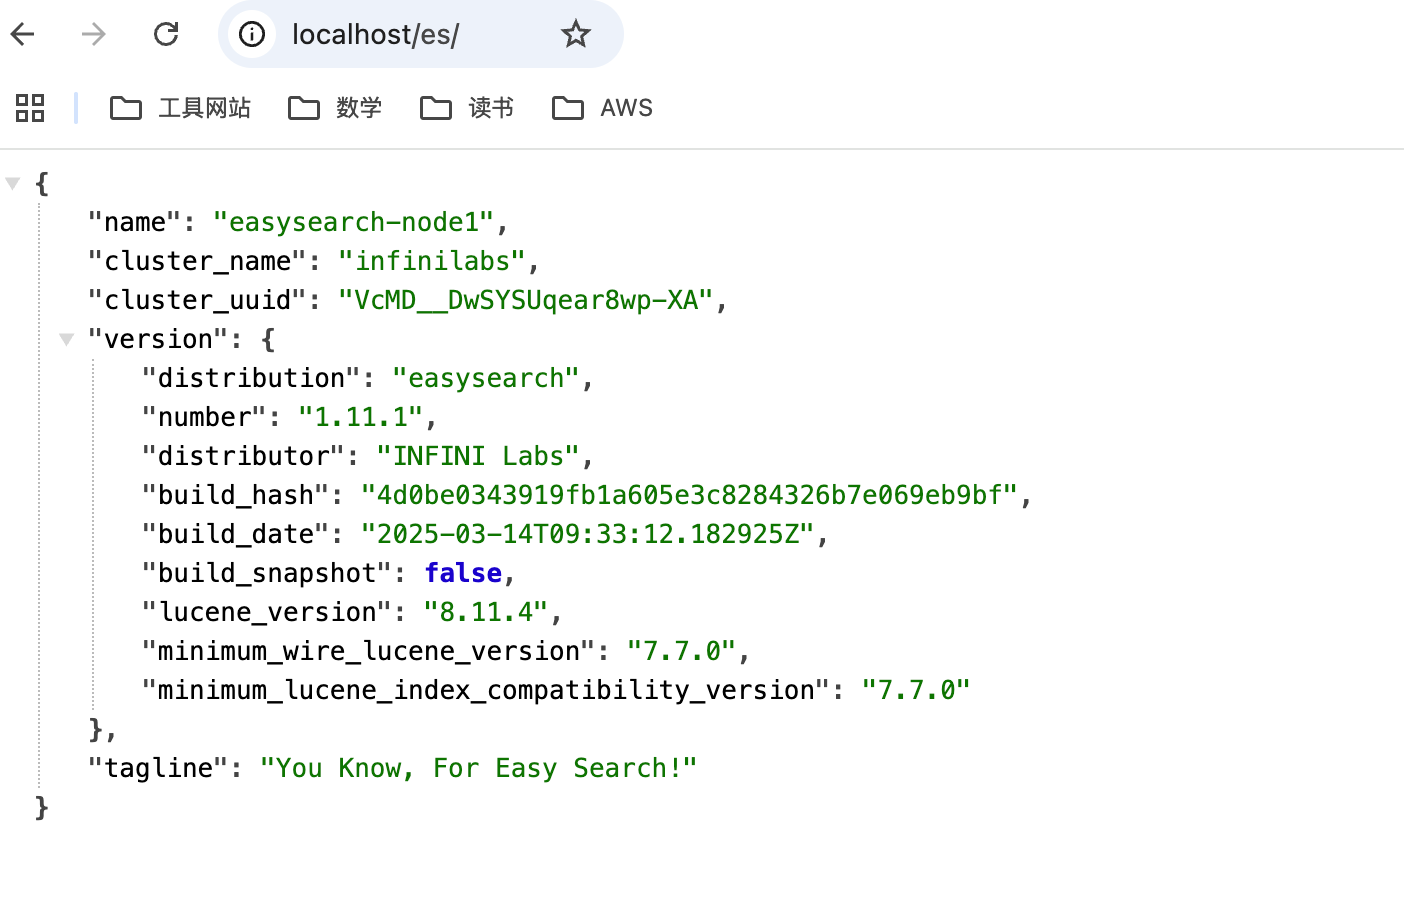 localhost/es/
工具网站 数学 读书 AWS
{
"name": "easysearch-node1",
"cluster_name": "infinilabs",
"cluster_uuid": "VcMD__DwSYSUqear8wp-XA",
"version": {
"distribution": "easysearch",
"number": "1.11.1",
"distributor": "INFINI Labs",
"build_hash": "4d0be0343919fb1a605e3c8284326b7e069eb9bf",
"build_date": "2025-03-14T09:33:12.182925Z",
"build_snapshot": false,
"lucene_version": "8.11.4",
"minimum_wire_lucene_version": "7.7.0",
"minimum_lucene_index_compatibility_version": "7.7.0"
},
"tagline": "You Know, For Easy Search!"
}